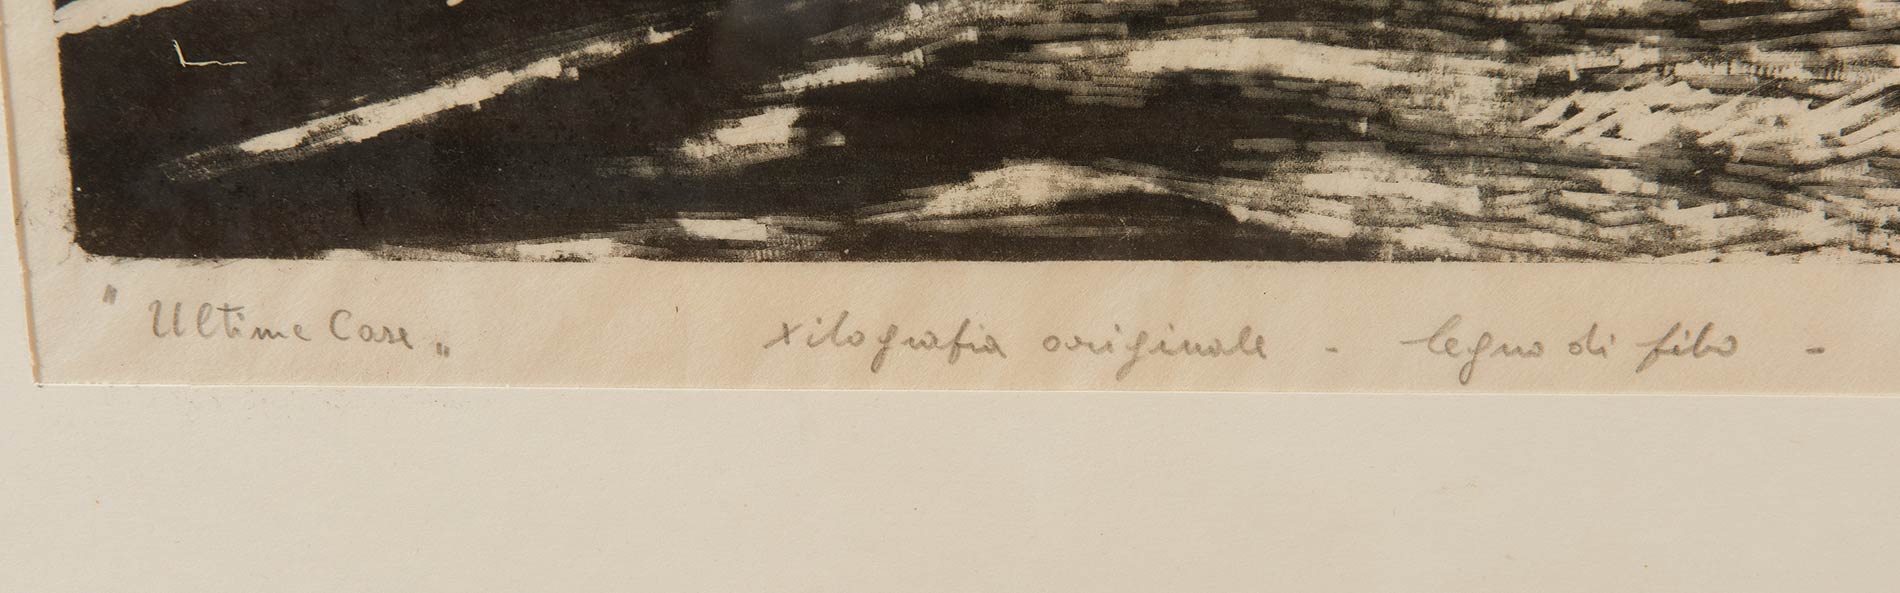 "Ultime Case" xilografia originale - legno di filo -